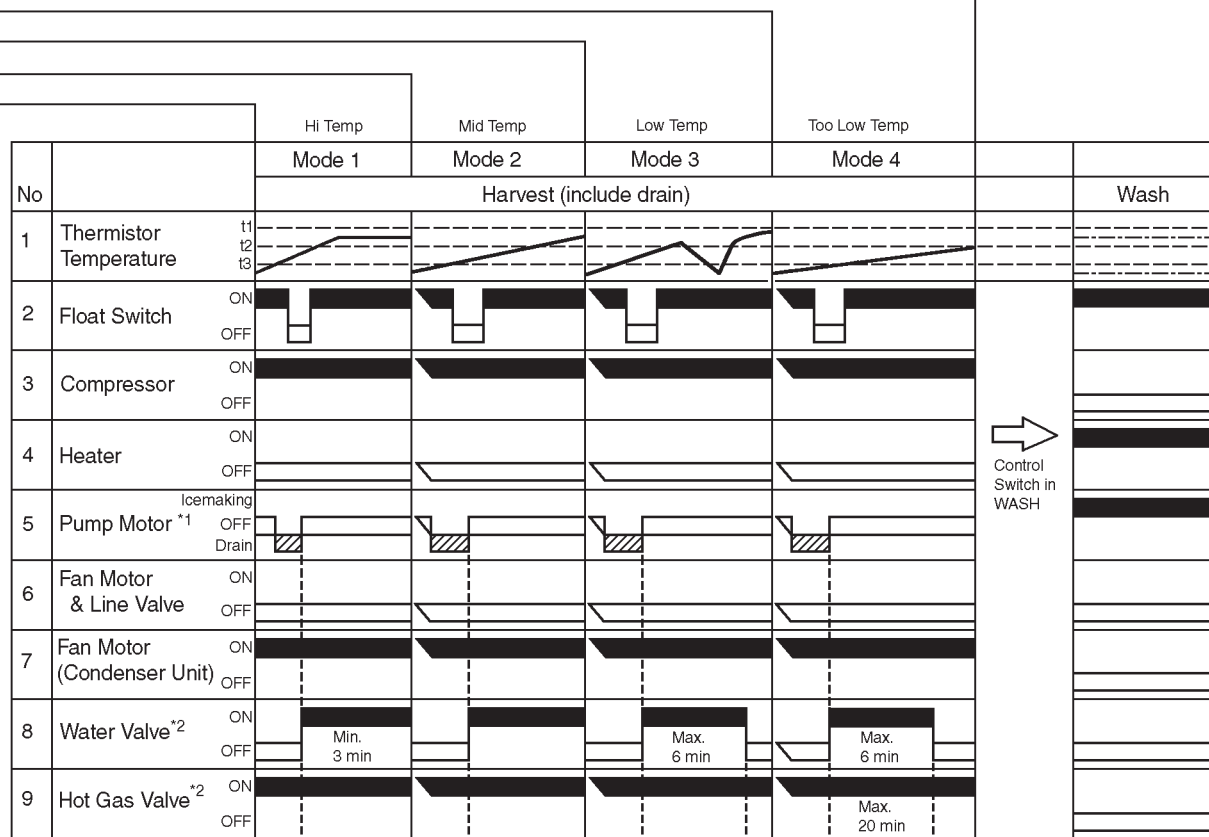 Hi Temp Mid Temp Low Temp Too Low Temp
Mode 1 Mode 2 Mode 3 Mode 4
No Harvest (include drain) Wash
1 Thermistor Temperature t1 t2 t3
2 Float Switch ON OFF
3 Compressor ON OFF
4 Heater ON OFF
Control Switch in WASH
5 Pump Motor *1 Icemaking OFF Drain
6 Fan Motor & Line Valve ON OFF
7 Fan Motor (Condenser Unit) ON OFF
8 Water Valve*2 ON OFF Min. 3 min Max. 6 min Max. 6 min
9 Hot Gas Valve*2 ON OFF Max. 20 min